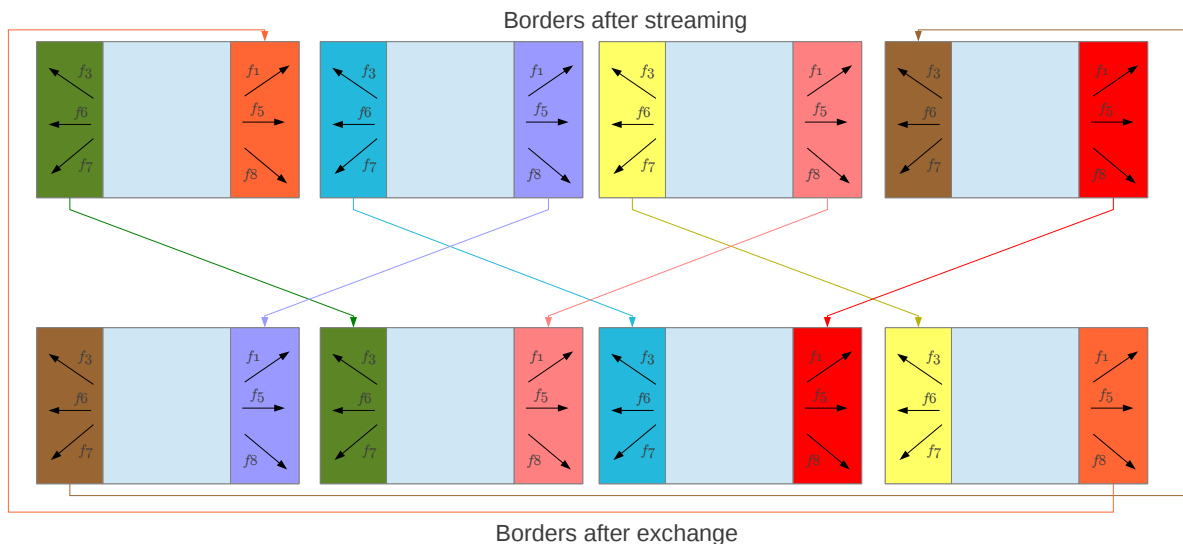 Borders after streaming
f3 f1 f3 f1 f3 f1 f3 f1
f6 f5 f6 f5 f6 f5 f6 f5
f7 f8 f7 f8 f7 f8 f7 f8
f3 f1 f3 f1 f3 f1 f3 f1
f6 f5 f6 f5 f6 f5 f6 f5
f7 f8 f7 f8 f7 f8 f7 f8
Borders after exchange